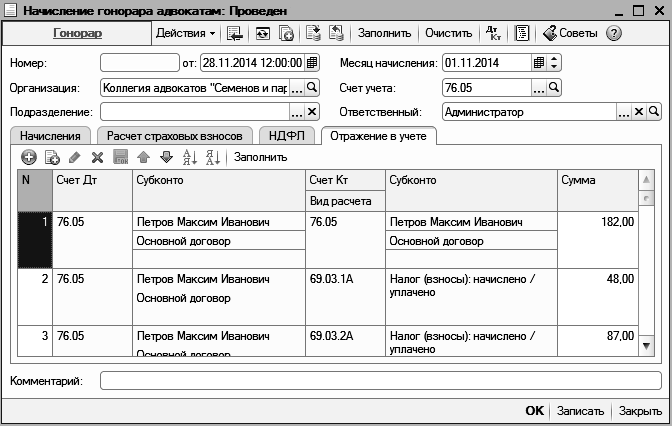 Начисление гонорара адвокатам: Проведен
Гонорар Действия Заполнить Очистить Дт Кт Советы
Номер: от: 28.11.2014 12:00:00 Месяц начисления: 01.11.2014
Организация: Коллегия адвокатов "Семенов и пар ... Счет учета: 76.05 ...
Подразделение: ... Ответственный: Администратор ...
Начисления Расчет страховых взносов НДФЛ Отражение в учете
Заполнить
N Счет Дт Субконто Счет Кт Субконто Сумма
Вид расчета
1 76.05 Петров Максим Иванович 76.05 Петров Максим Иванович 182,00
Основной договор Основной договор
2 76.05 Петров Максим Иванович 69.03.1А Налог (взносы): начислено / 48,00
Основной договор уплачено
3 76.05 Петров Максим Иванович 69.03.2А Налог (взносы): начислено / 87,00
Основной договор уплачено
Комментарий:
OK Записать Закрыть